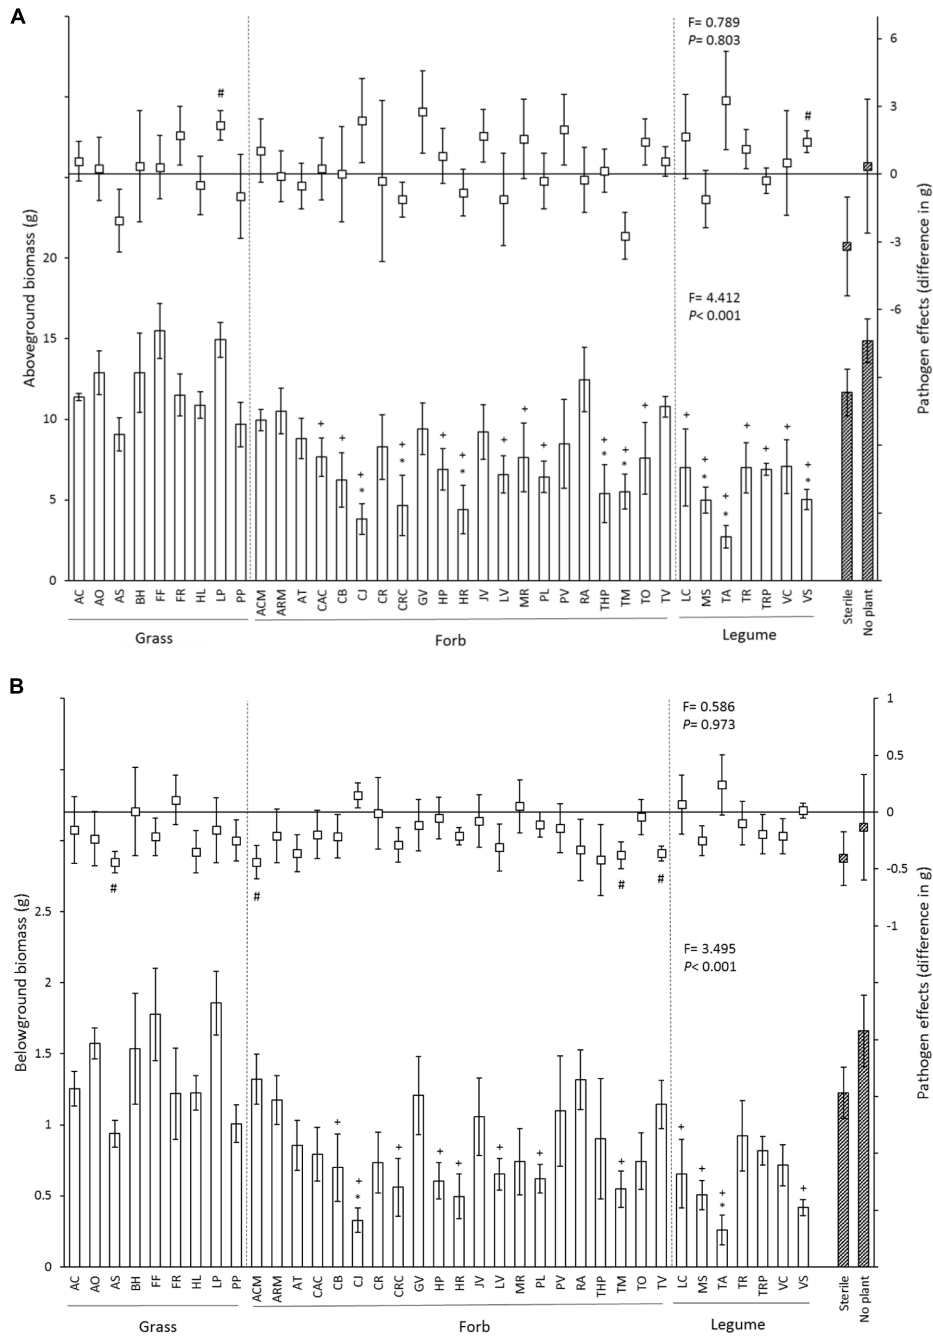 A
F= 0.789
P= 0.803
#
#
6
3
0
-3
-6
F= 4.412
P< 0.001
20
15
10
5
0
Aboveground biomass (g)
Pathogen effects (difference in g)
+ + + * + * + + * + + + + * + * + + + * + * + + + + *
AC AO AS BH FF FR HL LP PP ACM ARM AT CAC CB CJ CR CRC GV HP HR JV LV MR PL PV RA THP TM TO TV LC MS TA TR TRP VC VS Sterile No plant
Grass Forb Legume
B
F= 0.586
P= 0.973
1
0.5
0
-0.5
-1
# # # #
F= 3.495
P< 0.001
2.5
2
1.5
1
0.5
0
Belowground biomass (g)
Pathogen effects (difference in g)
+ + * + + + + + + + + + * +
AC AO AS BH FF FR HL LP PP ACM ARM AT CAC CB CJ CR CRC GV HP HR JV LV MR PL PV RA THP TM TO TV LC MS TA TR TRP VC VS Sterile No plant
Grass Forb Legume